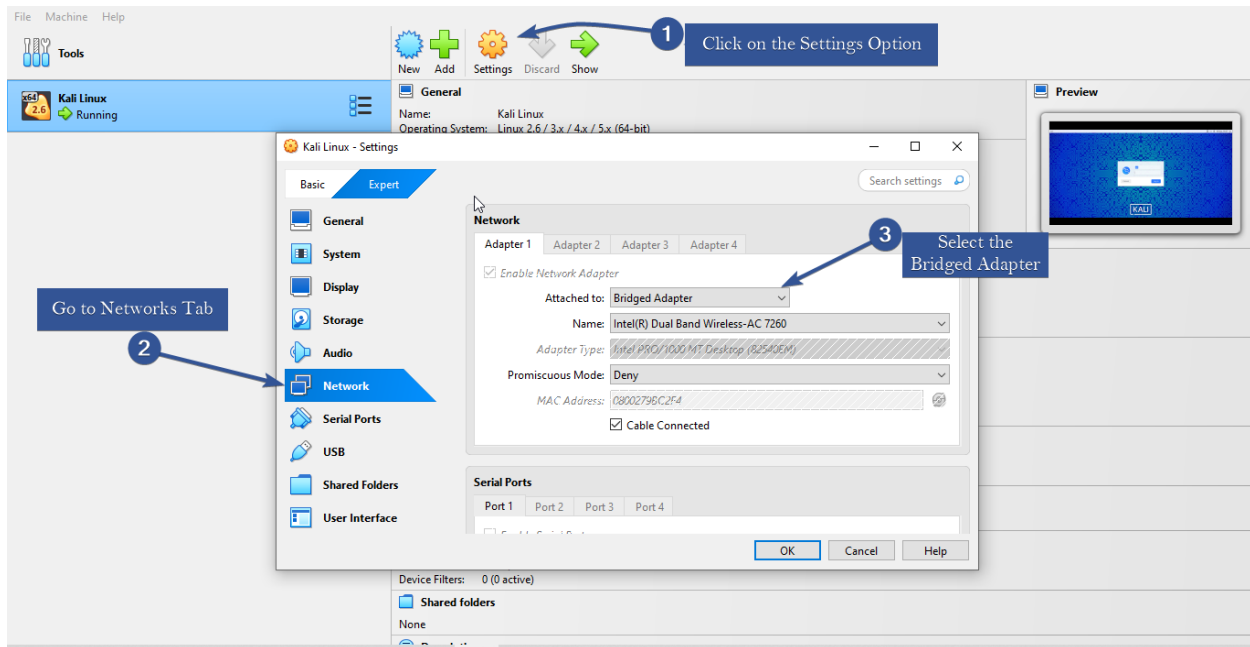 File Machine Help
Tools
New Add Settings Discard Show
1
Click on the Settings Option
x64
2.6
Kali Linux
Running
General
Name: Kali Linux
Operating System: Linux 2.6 / 3.x / 4.x / 5.x (64-bit)
Preview
KALI
Kali Linux - Settings
Basic Expert
Search settings
General
System
Display
Storage
Audio
Network
Serial Ports
USB
Shared Folders
User Interface
Go to Networks Tab
2
Network
Adapter 1 Adapter 2 Adapter 3 Adapter 4
Enable Network Adapter
Attached to: Bridged Adapter
Name: Intel(R) Dual Band Wireless-AC 7260
Adapter Type: Intel PRO/1000 MT Desktop (82540EM)
Promiscuous Mode: Deny
MAC Address: 0800279BC2F4
Cable Connected
3
Select the
Bridged Adapter
Serial Ports
Port 1 Port 2 Port 3 Port 4
OK Cancel Help
Device Filters: 0 (0 active)
Shared folders
None